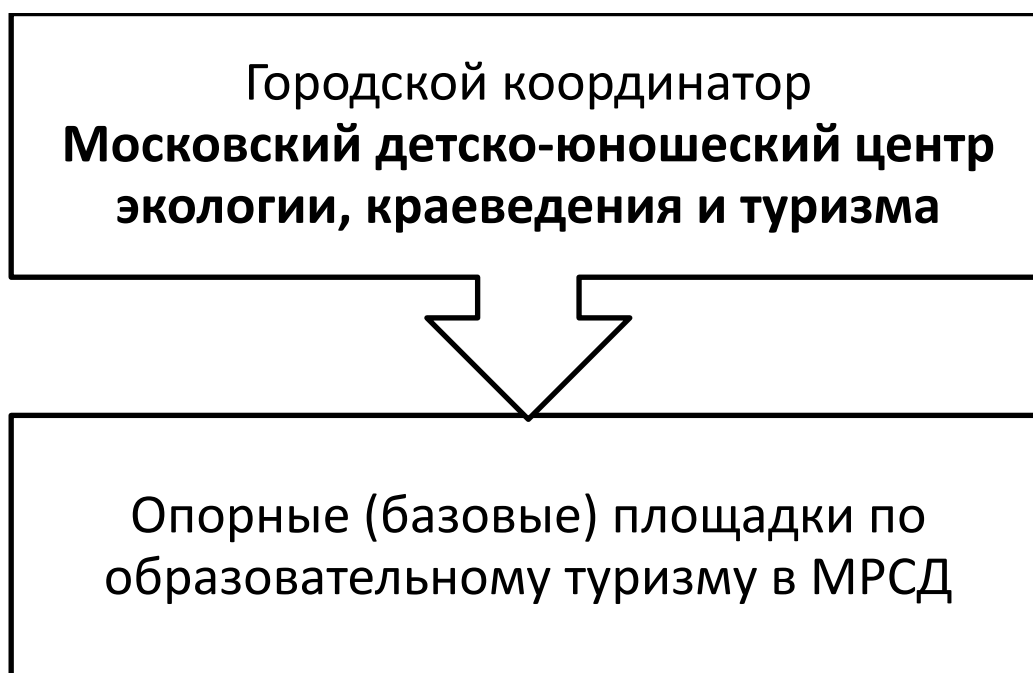 Городской координатор
Московский детско-юношеский центр
экологии, краеведения и туризма
Опорные (базовые) площадки по
образовательному туризму в МРСД